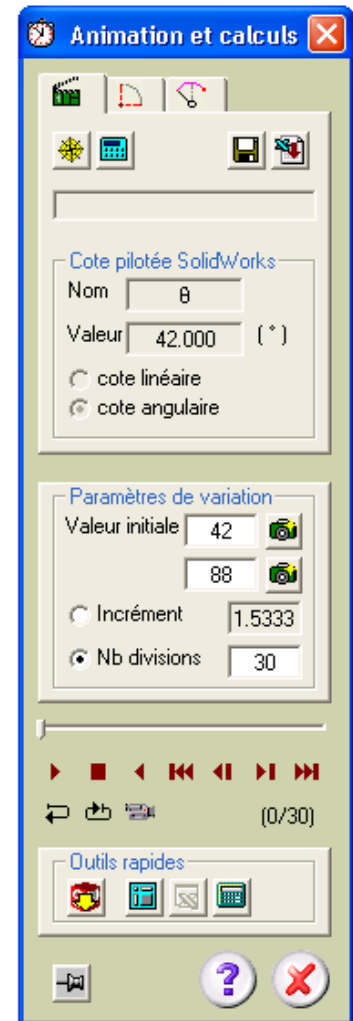 Animation et calculs
Cote pilotée SolidWorks
Nom θ
Valeur 42.000 (°)
cote linéaire
cote angulaire
Paramètres de variation
Valeur initiale 42
88
Incrément 1.5333
Nb divisions 30
(0/30)
Outils rapides
?